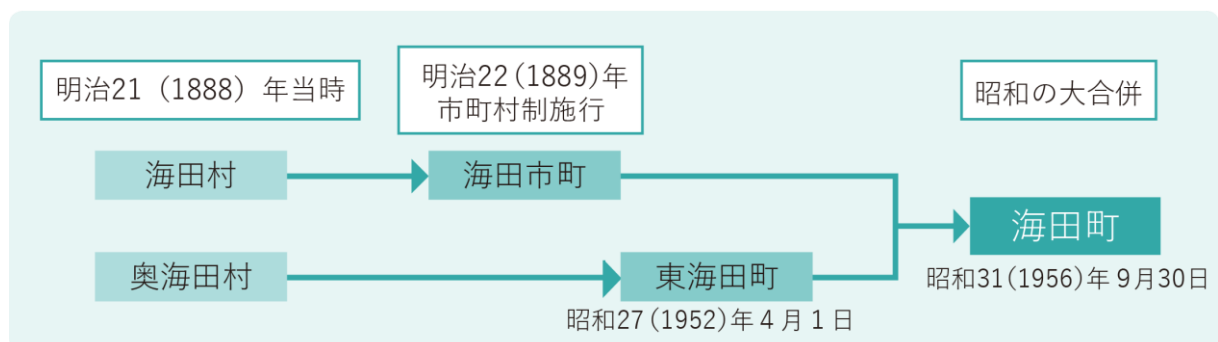 明治21（1888）年当時
明治22（1889）年
市町村制施行
昭和の大合併
海田村
海田市町
海田町
昭和31（1956）年９月30日
奥海田村
東海田町
昭和27（1952）年４月１日